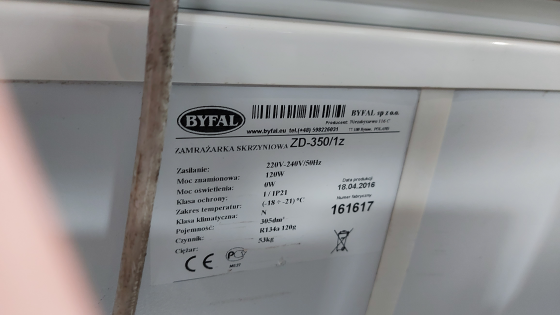 BYFAL
BYFAL sp z o.o.
www.byfal.eu tel.(+48) 598226031
ZAMRAŻARKA SKRZYNIOWA ZD-350/1z
Zasilanie: 220V-240V/50Hz
Moc znamionowa: 120W
Moc oświetlenia: 0W
Klasa ochrony: I / IP21
Zakres temperatur: (-18 ÷ -21) °C
Klasa klimatyczna: N
Pojemność: 305dm³
Czynnik: R134a 120g
Ciężar: 53kg
Data produkcji
18.04.2016
Numer fabryczny
161617
CE